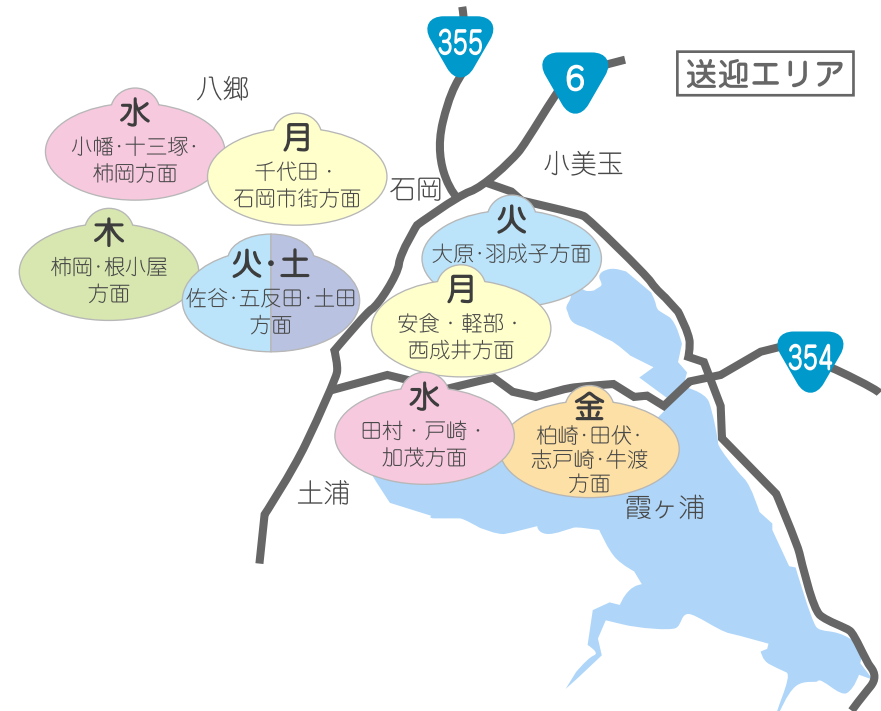 送迎エリア
355
6
八郷
水
小幡・十三塚・
柿岡方面
月
千代田・
石岡市街方面
石岡
小美玉
木
柿岡・根小屋
方面
火・土
佐谷・五反田・土田
方面
火
大原・羽成子方面
月
安食・軽部・
西成井方面
354
水
田村・戸崎・
加茂方面
金
柏崎・田伏・
志戸崎・牛渡
方面
土浦
霞ヶ浦